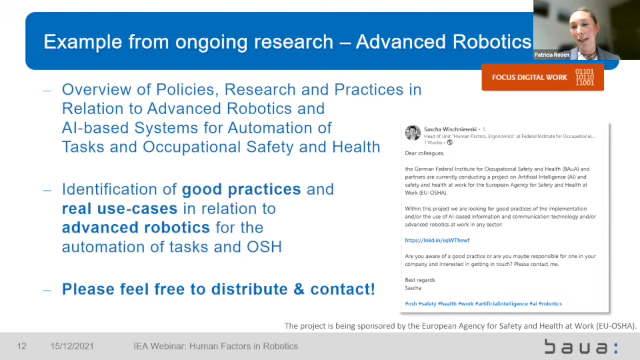 Example from ongoing research – Advanced Robotics
Patricia Rosen
FOCUS DIGITAL WORK
01101
10110
11001
– Overview of Policies, Research and Practices in
Relation to Advanced Robotics and
AI-based Systems for Automation of
Tasks and Occupational Safety and Health
– Identification of good practices and
real use-cases in relation to
advanced robotics for the
automation of tasks and OSH
– Please feel free to distribute & contact!
Sascha Wischniewski • 1.
Head of Unit "Human Factors, Ergonomics" at Federal Institute for Occupational...
1 Woche •
Dear colleagues,
the German Federal Institute for Occupational Safety and Health (BAuA) and
partners are currently conducting a project on Artificial Intelligence (AI) and
safety and health at work for the European Agency for Safety and Health at
Work (EU-OSHA).
Within this project we are looking for good practices of the implementation
and/or the use of AI-based information and communication technology and/or
advanced robotics at work in any sector:
Are you aware of a good practice or are you maybe responsible for one in your
company and interested in getting in touch? Please contact me.
Best regards
Sascha
#osh #safety #health #work #artificialintelligence #ai #robotics
The project is being sponsored by the European Agency for Safety and Health at Work (EU-OSHA).
12 15/12/2021 IEA Webinar: Human Factors in Robotics
baua: